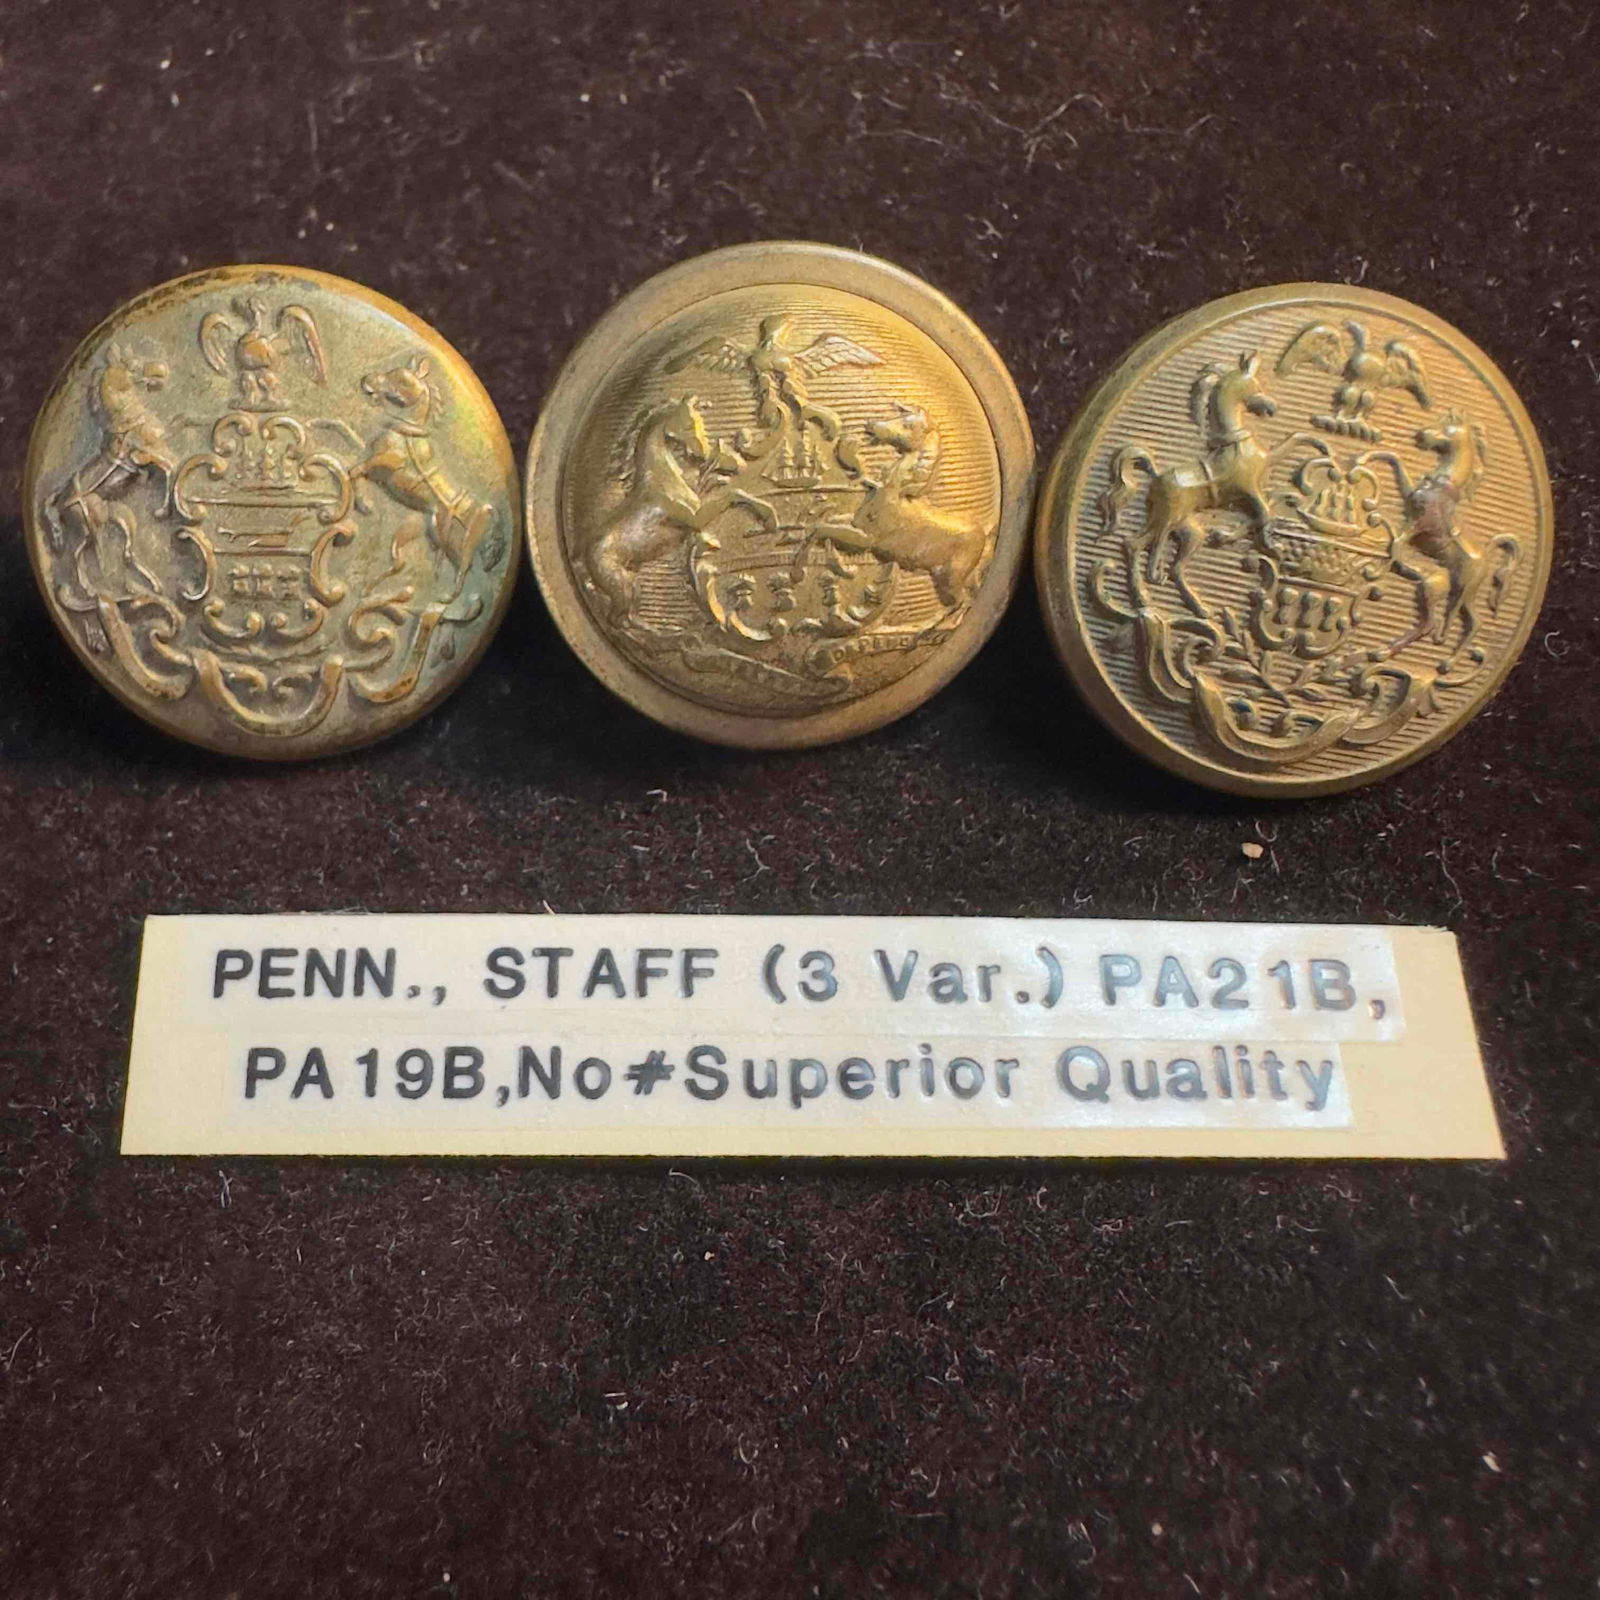 PENN., STAFF (3 Var.) PA21B,
PA19B,No#Superior Quality